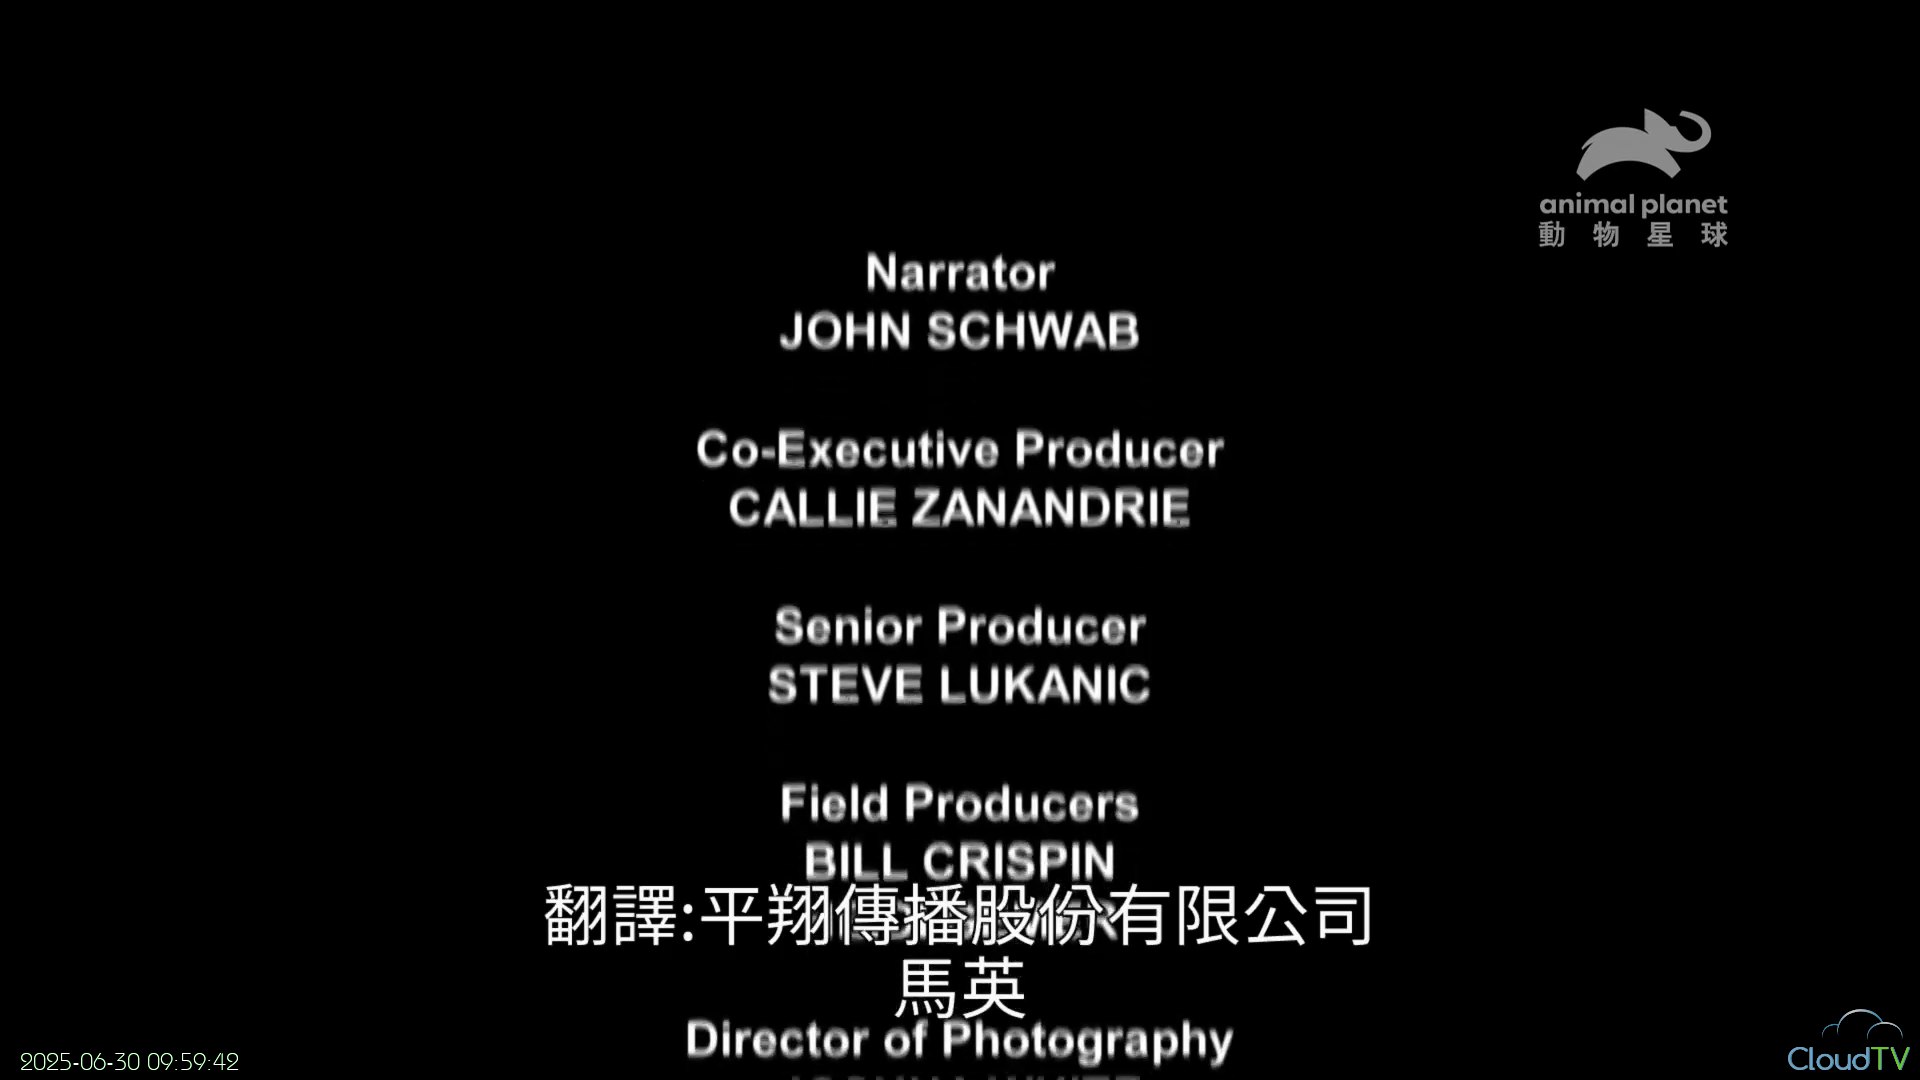 animal planet
動物星球
Narrator
JOHN SCHWAB
Co-Executive Producer
CALLIE ZANANDRIE
Senior Producer
STEVE LUKANIC
Field Producers
BILL CRISPIN
翻譯:平翔傳播股份有限公司
馬英
Director of Photography
2025-06-30 09:59:42
CloudTV